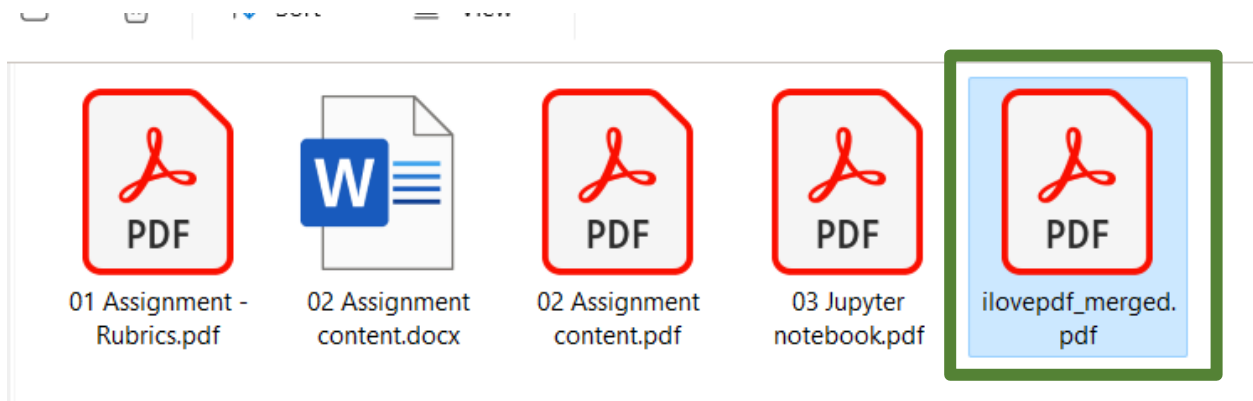 PDF
W
PDF
PDF
PDF
01 Assignment -
Rubrics.pdf
02 Assignment
content.docx
02 Assignment
content.pdf
03 Jupyter
notebook.pdf
ilovepdf_merged.
pdf